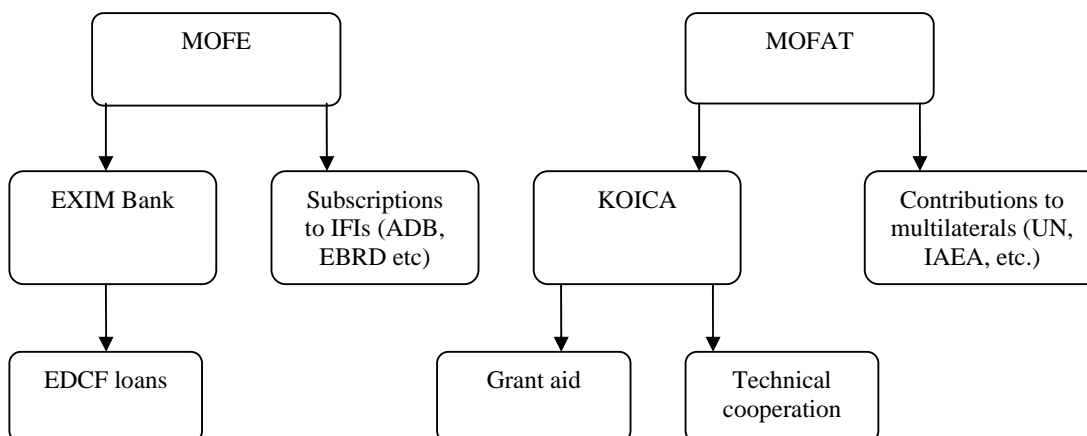 MOFE
MOFAT
EXIM Bank
Subscriptions
to IFIs (ADB,
EBRD etc)
KOICA
Contributions to
multilaterals (UN,
IAEA, etc.)
EDCF loans
Grant aid
Technical
cooperation